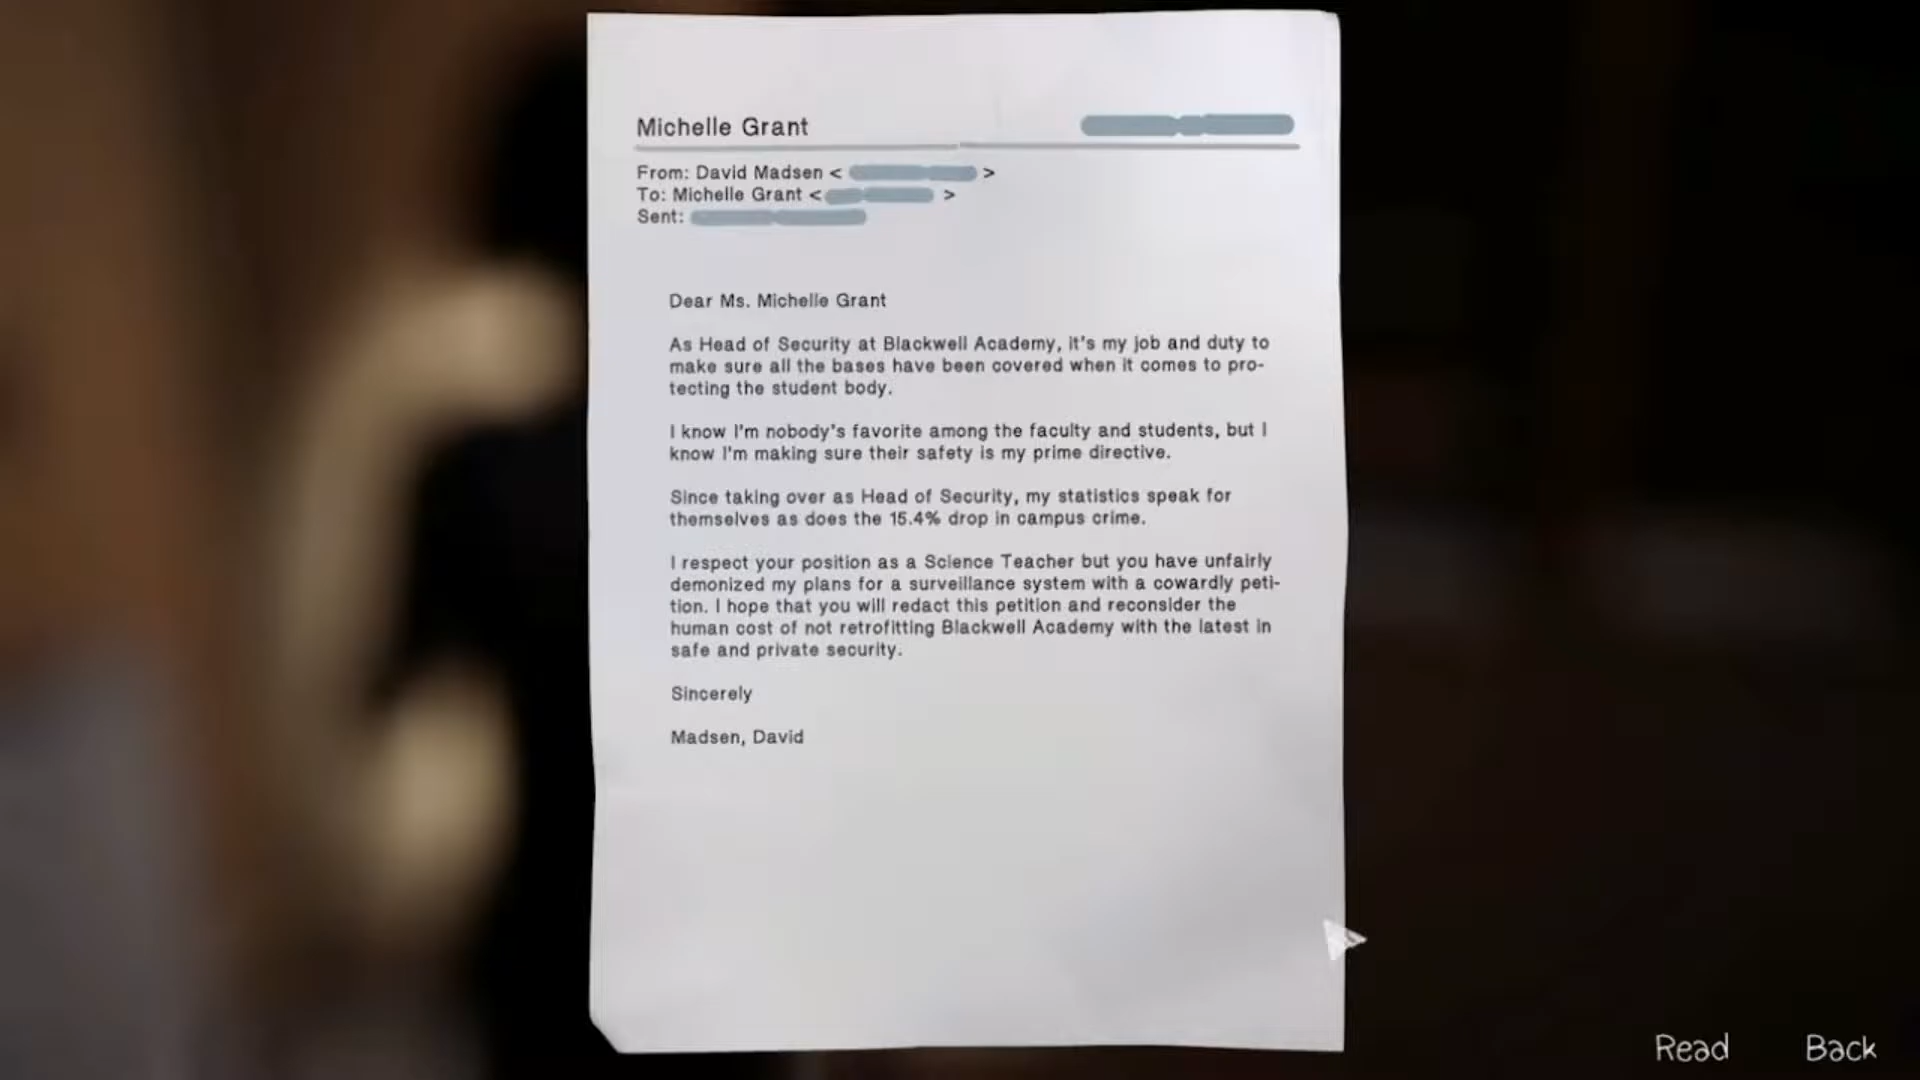 Michelle Grant
From: David Madsen < >
To: Michelle Grant < >
Sent:
Dear Ms. Michelle Grant
As Head of Security at Blackwell Academy, it's my job and duty to
make sure all the bases have been covered when it comes to pro-
tecting the student body.
I know I'm nobody's favorite among the faculty and students, but I
know I'm making sure their safety is my prime directive.
Since taking over as Head of Security, my statistics speak for
themselves as does the 15.4% drop in campus crime.
I respect your position as a Science Teacher but you have unfairly
demonized my plans for a surveillance system with a cowardly peti-
tion. I hope that you will redact this petition and reconsider the
human cost of not retrofitting Blackwell Academy with the latest in
safe and private security.
Sincerely
Madsen, David
Read Back